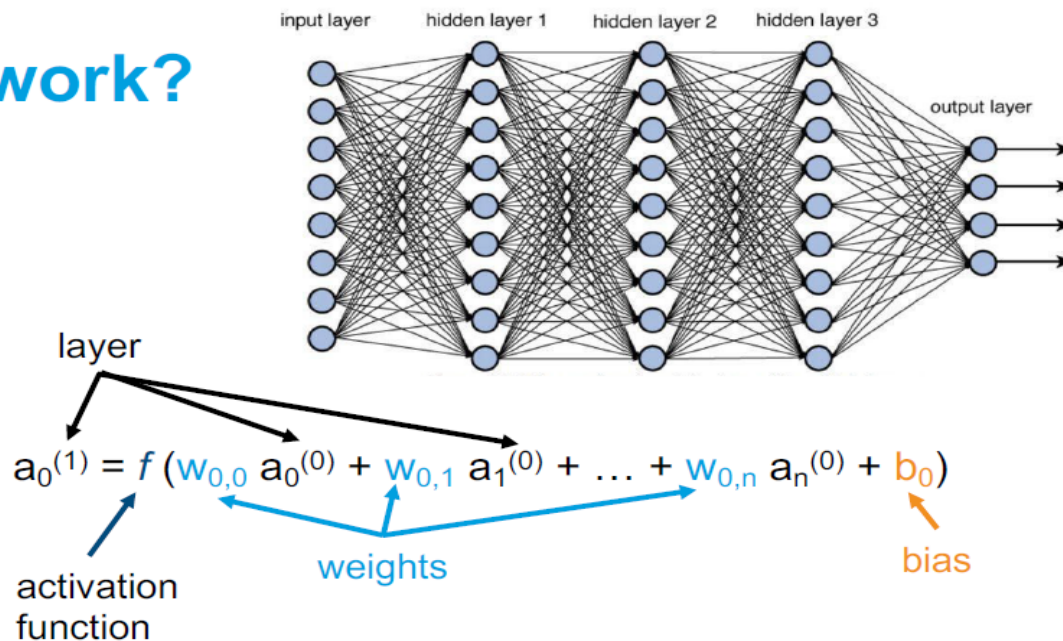 work?
input layer hidden layer 1 hidden layer 2 hidden layer 3
output layer
layer
a₀⁽¹⁾ = f (w₀,₀ a₀⁽⁰⁾ + w₀,₁ a₁⁽⁰⁾ + … + w₀,ₙ aₙ⁽⁰⁾ + b₀)
weights
bias
activation
function